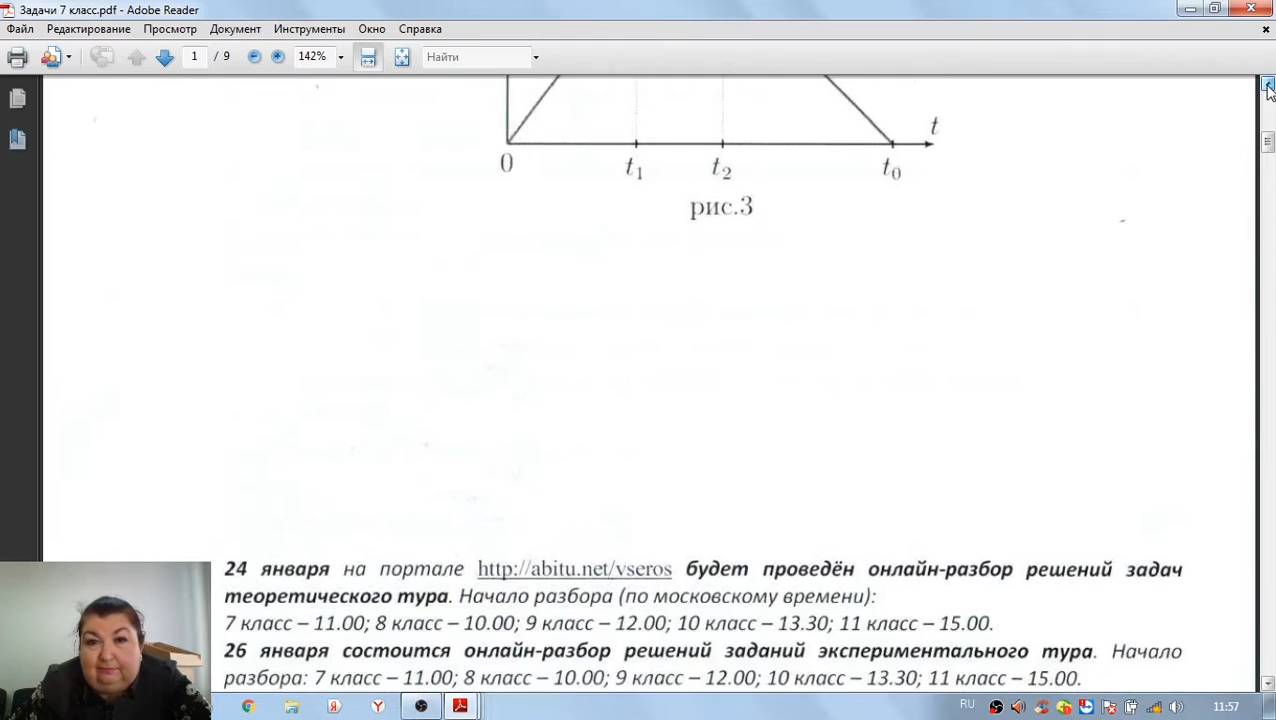 Задачи 7 класс.pdf - Adobe Reader
Файл Редактирование Просмотр Документ Инструменты Окно Справка
1 / 9 142% Найти
t
0 t₁ t₂ t₀
рис.3
24 января на портале http://abitu.net/vseros будет проведён онлайн-разбор решений задач
теоретического тура. Начало разбора (по московскому времени):
7 класс – 11.00; 8 класс – 10.00; 9 класс – 12.00; 10 класс – 13.30; 11 класс – 15.00.
26 января состоится онлайн-разбор решений заданий экспериментального тура. Начало
разбора: 7 класс – 11.00; 8 класс – 10.00; 9 класс – 12.00; 10 класс – 13.30; 11 класс – 15.00.
RU 11:57